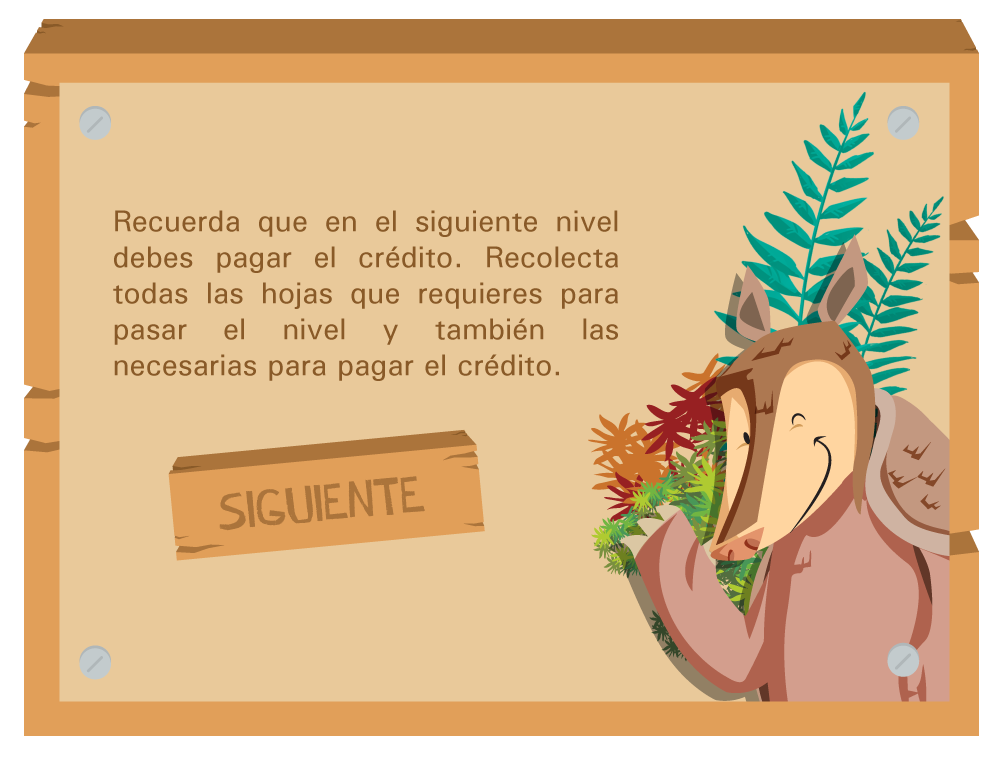 Recuerda que en el siguiente nivel
debes pagar el crédito. Recolecta
todas las hojas que requieres para
pasar el nivel y también las
necesarias para pagar el crédito.
SIGUIENTE